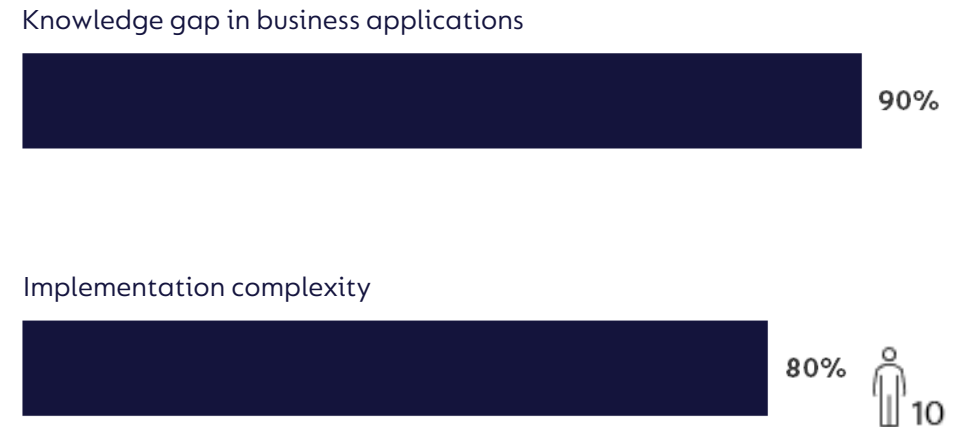 Knowledge gap in business applications
90%
Implementation complexity
80%
10